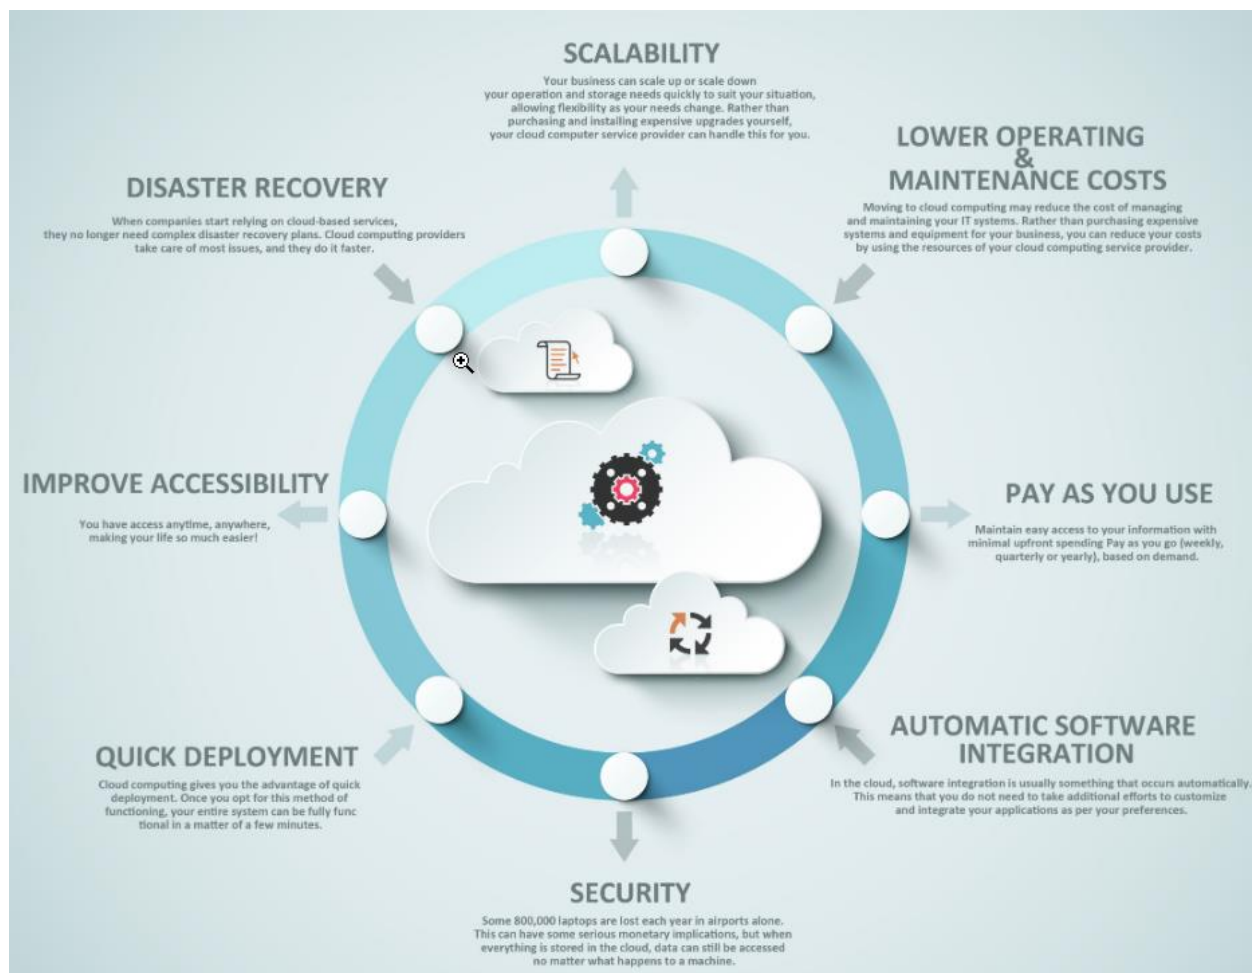 SCALABILITY
Your business can scale up or scale down
your operation and storage needs quickly to suit your situation,
allowing flexibility as your needs change. Rather than
purchasing and installing expensive upgrades yourself,
your cloud computer service provider can handle this for you.
LOWER OPERATING
&
MAINTENANCE COSTS
Moving to cloud computing may reduce the cost of managing
and maintaining your IT systems. Rather than purchasing expensive
systems and equipment for your business, you can reduce your costs
by using the resources of your cloud computing service provider.
DISASTER RECOVERY
When companies start relying on cloud-based services,
they no longer need complex disaster recovery plans. Cloud computing providers
take care of most issues, and they do it faster.
IMPROVE ACCESSIBILITY
You have access anytime, anywhere,
making your life so much easier!
PAY AS YOU USE
Maintain easy access to your information with
minimal upfront spending Pay as you go (weekly,
quarterly or yearly), based on demand.
QUICK DEPLOYMENT
Cloud computing gives you the advantage of quick
deployment. Once you opt for this method of
functioning, your entire system can be fully func
tional in a matter of a few minutes.
AUTOMATIC SOFTWARE
INTEGRATION
In the cloud, software integration is usually something that occurs automatically.
This means that you do not need to take additional efforts to customize
and integrate your applications as per your preferences.
SECURITY
Some 800,000 laptops are lost each year in airports alone.
This can have some serious monetary implications, but when
everything is stored in the cloud, data can still be accessed
no matter what happens to a machine.